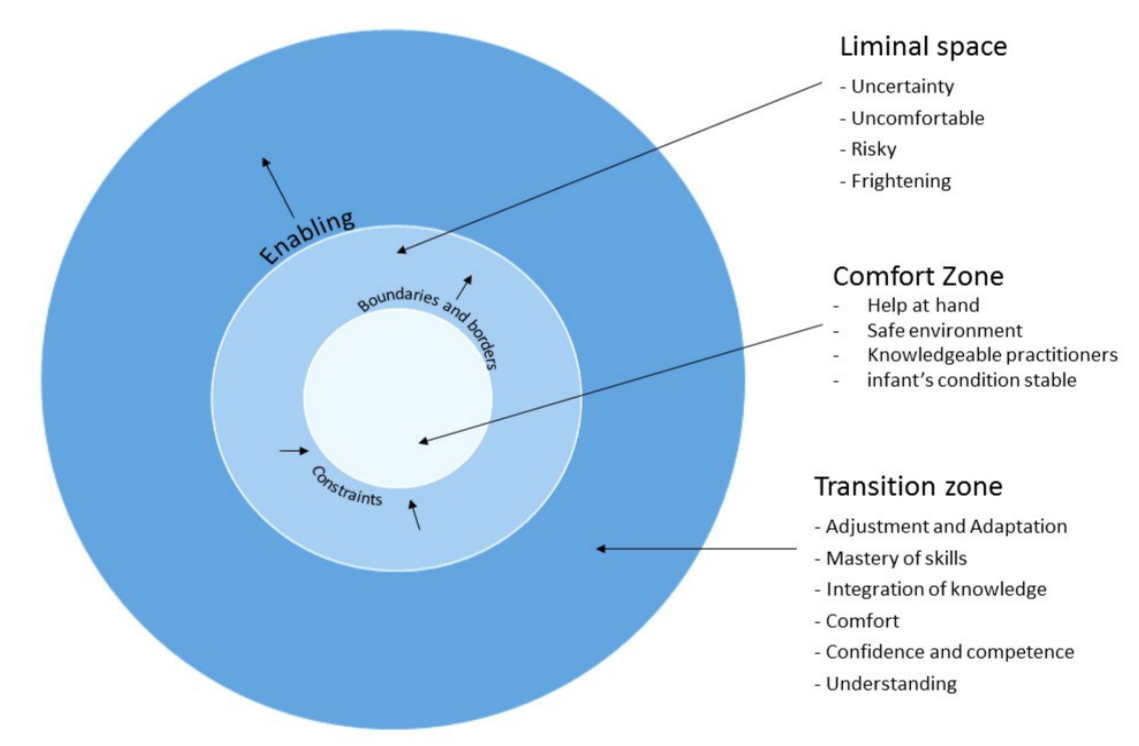 Liminal space
- Uncertainty
- Uncomfortable
- Risky
- Frightening
Enabling
Boundaries and borders
Comfort Zone
- Help at hand
- Safe environment
- Knowledgeable practitioners
- infant's condition stable
Constraints
Transition zone
- Adjustment and Adaptation
- Mastery of skills
- Integration of knowledge
- Comfort
- Confidence and competence
- Understanding